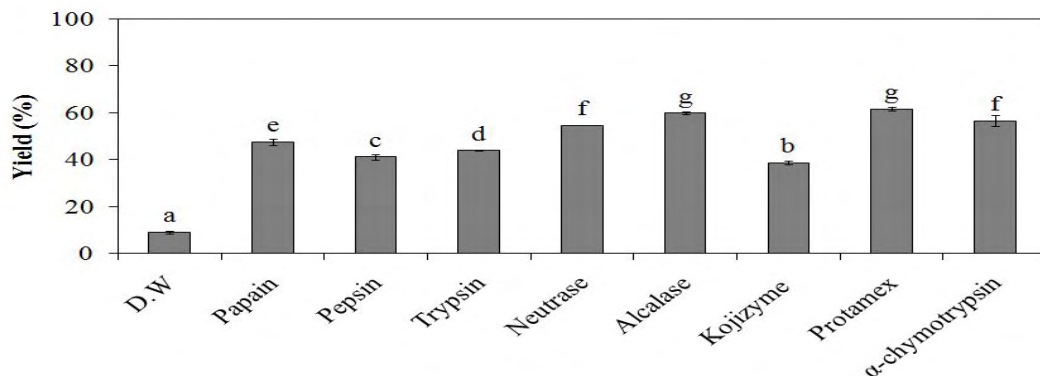 Yield (%)
100
80
60
40
20
0
a
e
c
d
f
g
b
g
f
D.W
Papain
Pepsin
Trypsin
Neutrase
Alcalase
Kojizyme
Protamex
α-chymotrypsin